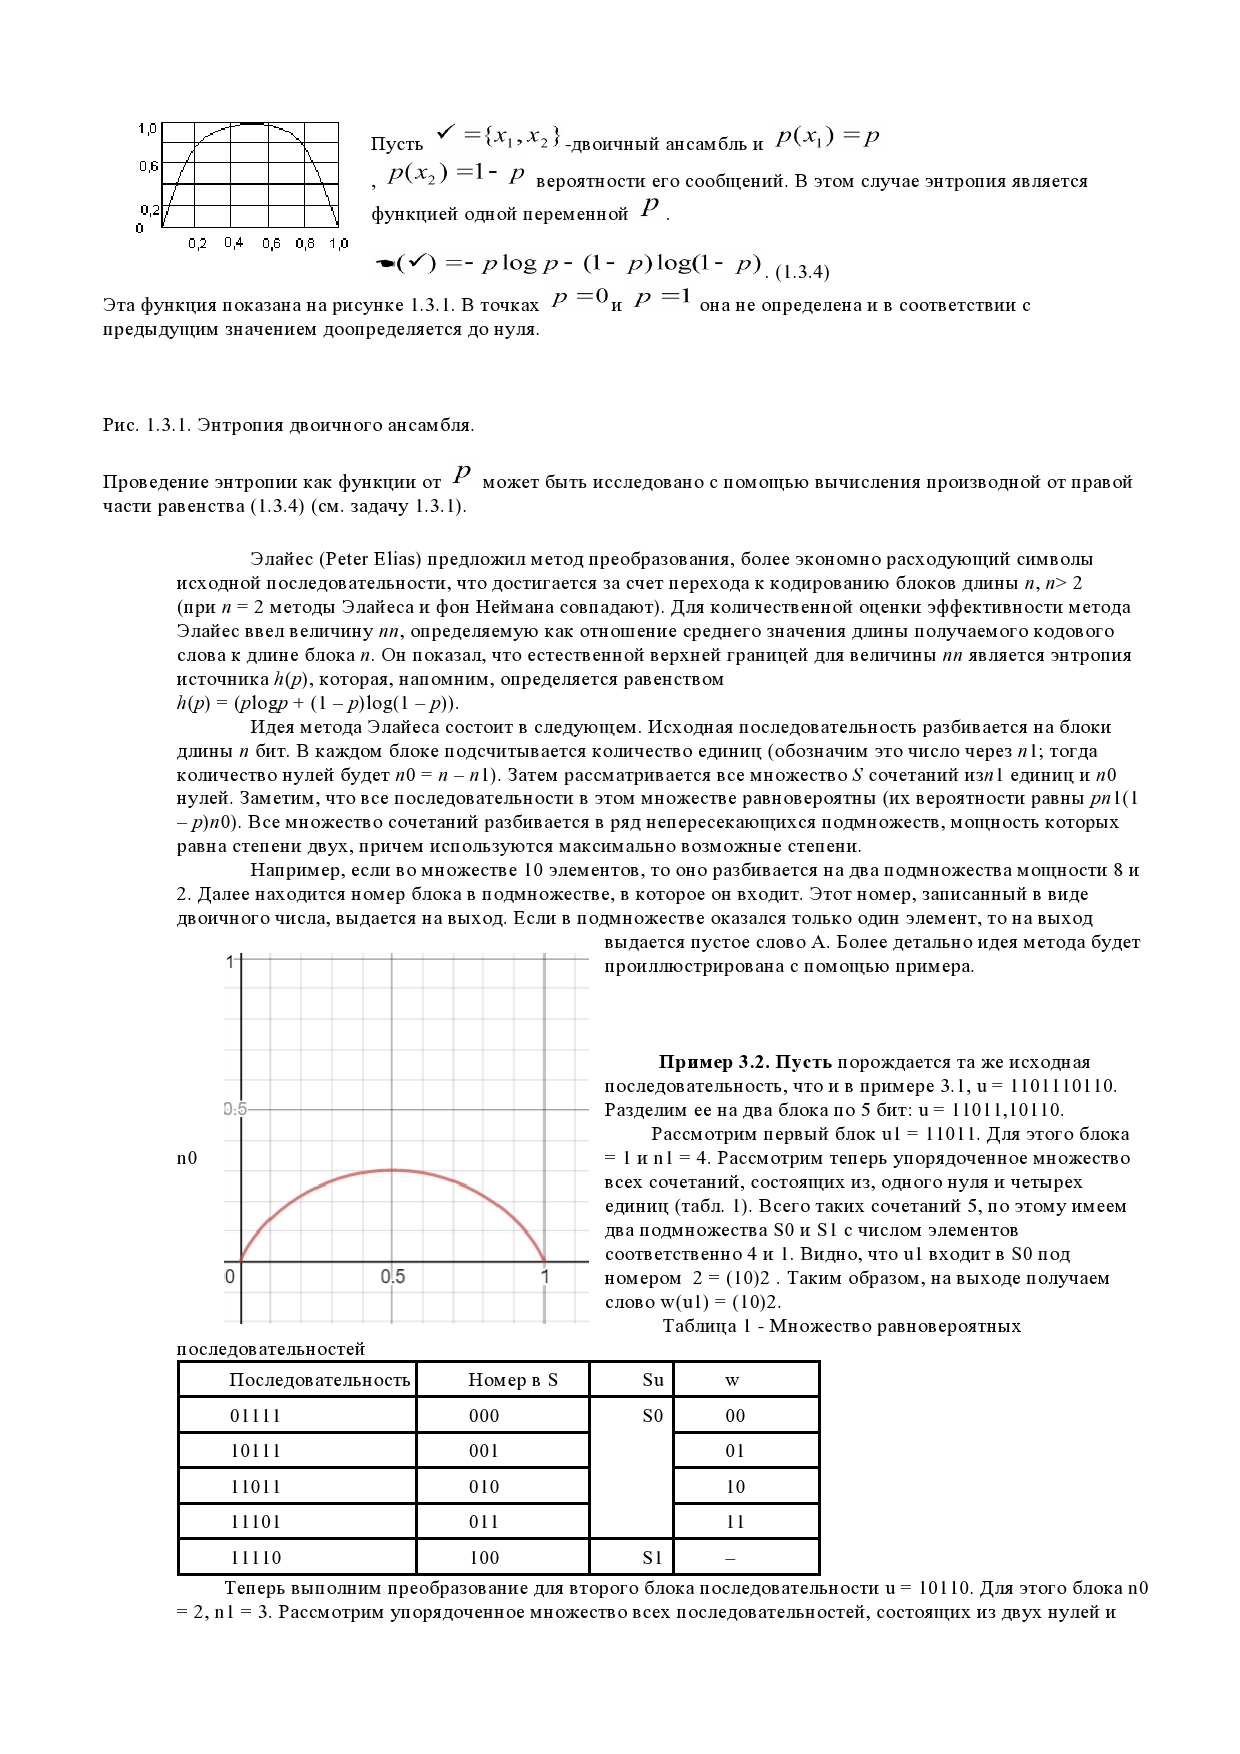 1,0
0,6
0,2
0
0,2 0,4 0,6 0,8 1,0
Пусть ✓ ={x₁, x₂}-двоичный ансамбль и p(x₁) = p
, p(x₂) =1- p вероятности его сообщений. В этом случае энтропия является
функцией одной переменной p .
☚(✓) =- p log p - (1- p)log(1- p). (1.3.4)
Эта функция показана на рисунке 1.3.1. В точках p =0 и p =1 она не определена и в соответствии с
предыдущим значением доопределяется до нуля.
Рис. 1.3.1. Энтропия двоичного ансамбля.
Проведение энтропии как функции от p может быть исследовано с помощью вычисления производной от правой
части равенства (1.3.4) (см. задачу 1.3.1).
Элайес (Peter Elias) предложил метод преобразования, более экономно расходующий символы
исходной последовательности, что достигается за счет перехода к кодированию блоков длины n, n> 2
(при n = 2 методы Элайеса и фон Неймана совпадают). Для количественной оценки эффективности метода
Элайес ввел величину nn, определяемую как отношение среднего значения длины получаемого кодового
слова к длине блока n. Он показал, что естественной верхней границей для величины nn является энтропия
источника h(p), которая, напомним, определяется равенством
h(p) = (plogp + (1 – p)log(1 – p)).
Идея метода Элайеса состоит в следующем. Исходная последовательность разбивается на блоки
длины n бит. В каждом блоке подсчитывается количество единиц (обозначим это число через n1; тогда
количество нулей будет n0 = n – n1). Затем рассматривается все множество S сочетаний изn1 единиц и n0
нулей. Заметим, что все последовательности в этом множестве равновероятны (их вероятности равны pn1(1
– p)n0). Все множество сочетаний разбивается в ряд непересекающихся подмножеств, мощность которых
равна степени двух, причем используются максимально возможные степени.
Например, если во множестве 10 элементов, то оно разбивается на два подмножества мощности 8 и
2. Далее находится номер блока в подмножестве, в которое он входит. Этот номер, записанный в виде
двоичного числа, выдается на выход. Если в подмножестве оказался только один элемент, то на выход
выдается пустое слово А. Более детально идея метода будет
проиллюстрирована с помощью примера.
1
0.5
0 0.5 1
Пример 3.2. Пусть порождается та же исходная
последовательность, что и в примере 3.1, u = 1101110110.
Разделим ее на два блока по 5 бит: u = 11011,10110.
Рассмотрим первый блок u1 = 11011. Для этого блока
n0 = 1 и n1 = 4. Рассмотрим теперь упорядоченное множество
всех сочетаний, состоящих из, одного нуля и четырех
единиц (табл. 1). Всего таких сочетаний 5, по этому имеем
два подмножества S0 и S1 с числом элементов
соответственно 4 и 1. Видно, что u1 входит в S0 под
номером 2 = (10)2 . Таким образом, на выходе получаем
слово w(u1) = (10)2.
Таблица 1 - Множество равновероятных
последовательностей
Последовательность Номер в S Su w
01111 000 S0 00
10111 001 01
11011 010 10
11101 011 11
11110 100 S1 –
Теперь выполним преобразование для второго блока последовательности u = 10110. Для этого блока n0
= 2, n1 = 3. Рассмотрим упорядоченное множество всех последовательностей, состоящих из двух нулей и